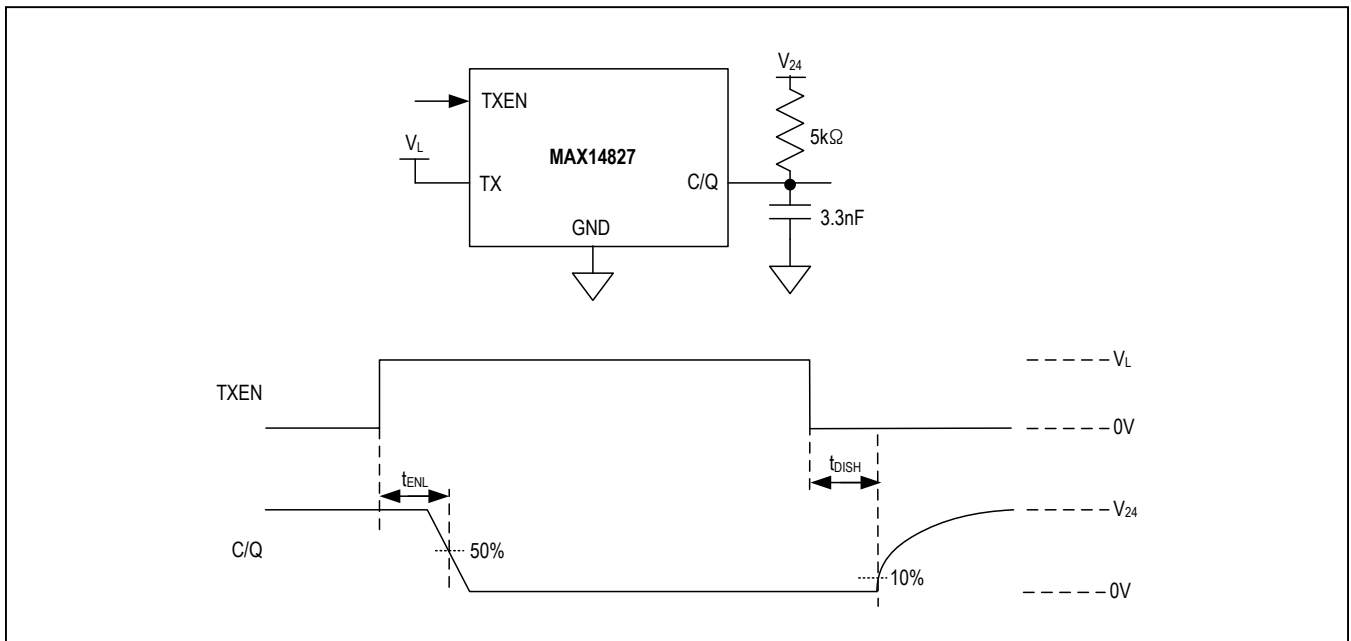 V24
TXEN
5kΩ
VL
MAX14827
TX
C/Q
3.3nF
GND
VL
TXEN
0V
tDISH
tENL
V24
C/Q
50%
10%
0V